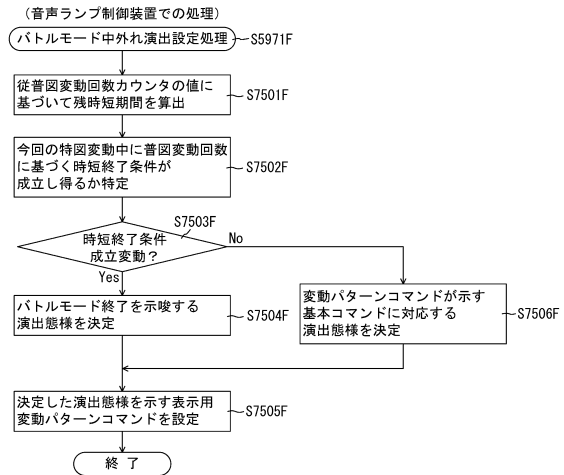 （音声ランプ制御装置での処理）
バトルモード中外れ演出設定処理
S5971F
従普図変動回数カウンタの値に
基づいて残時短期間を算出
S7501F
今回の特図変動中に普図変動回数
に基づく時短終了条件が
成立し得るか特定
S7502F
S7503F
時短終了条件
成立変動？
No
Yes
バトルモード終了を示唆する
演出態様を決定
S7504F
変動パターンコマンドが示す
基本コマンドに対応する
演出態様を決定
S7506F
決定した演出態様を示す表示用
変動パターンコマンドを設定
S7505F
終 了